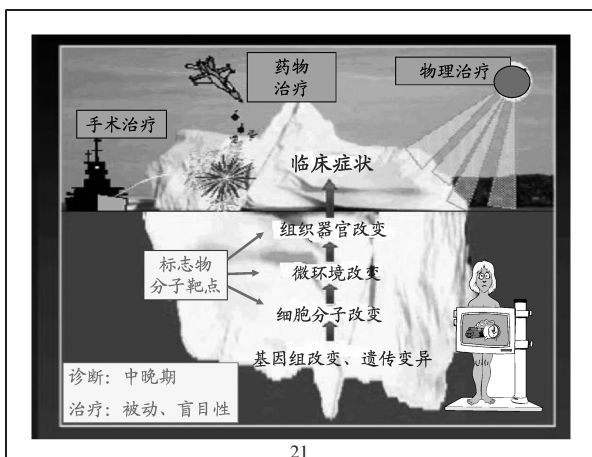 药物
治疗
物理治疗
手术治疗
临床症状
组织器官改变
标志物
分子靶点
微环境改变
细胞分子改变
基因组改变、遗传变异
诊断：中晚期
治疗：被动、盲目性
21